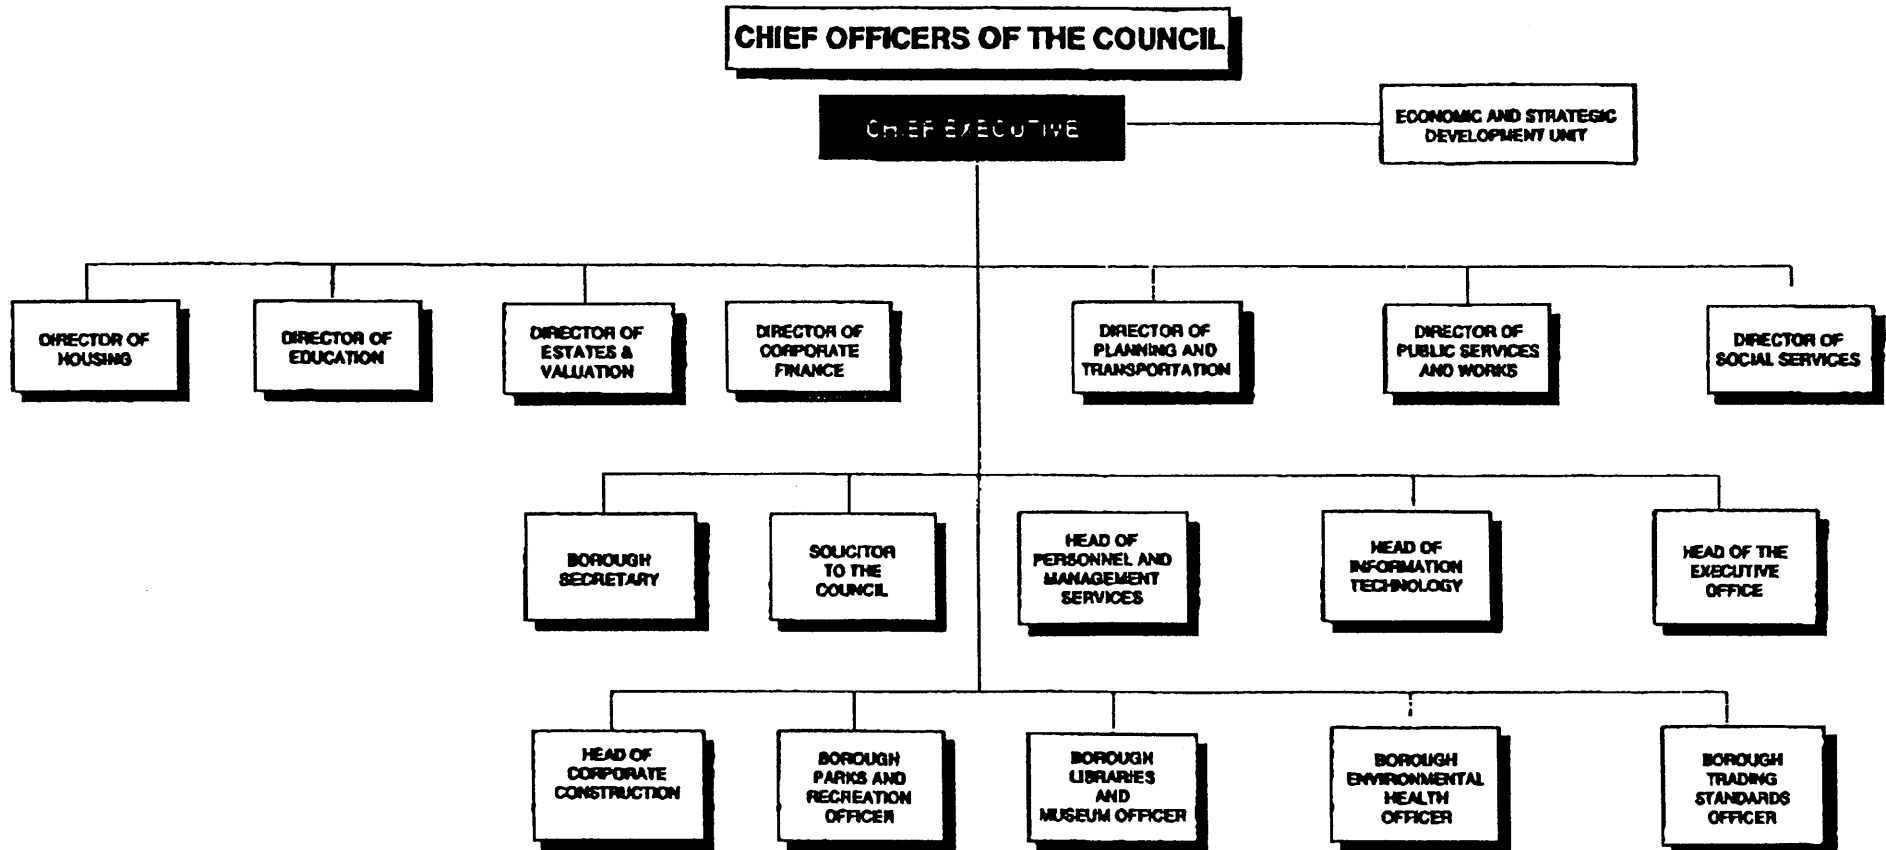 CHIEF OFFICERS OF THE COUNCIL
CHIEF EXECUTIVE
ECONOMIC AND STRATEGIC
DEVELOPMENT UNIT
DIRECTOR OF
HOUSING
DIRECTOR OF
EDUCATION
DIRECTOR OF
ESTATES &
VALUATION
DIRECTOR OF
CORPORATE
FINANCE
DIRECTOR OF
PLANNING AND
TRANSPORTATION
DIRECTOR OF
PUBLIC SERVICES
AND WORKS
DIRECTOR OF
SOCIAL SERVICES
BOROUGH
SECRETARY
SOLICITOR
TO THE
COUNCIL
HEAD OF
PERSONNEL AND
MANAGEMENT
SERVICES
HEAD OF
INFORMATION
TECHNOLOGY
HEAD OF THE
EXECUTIVE
OFFICE
HEAD OF
CORPORATE
CONSTRUCTION
BOROUGH
PARKS AND
RECREATION
OFFICER
BOROUGH
LIBRARIES
AND
MUSEUM OFFICER
BOROUGH
ENVIRONMENTAL
HEALTH
OFFICER
BOROUGH
TRADING
STANDARDS
OFFICER